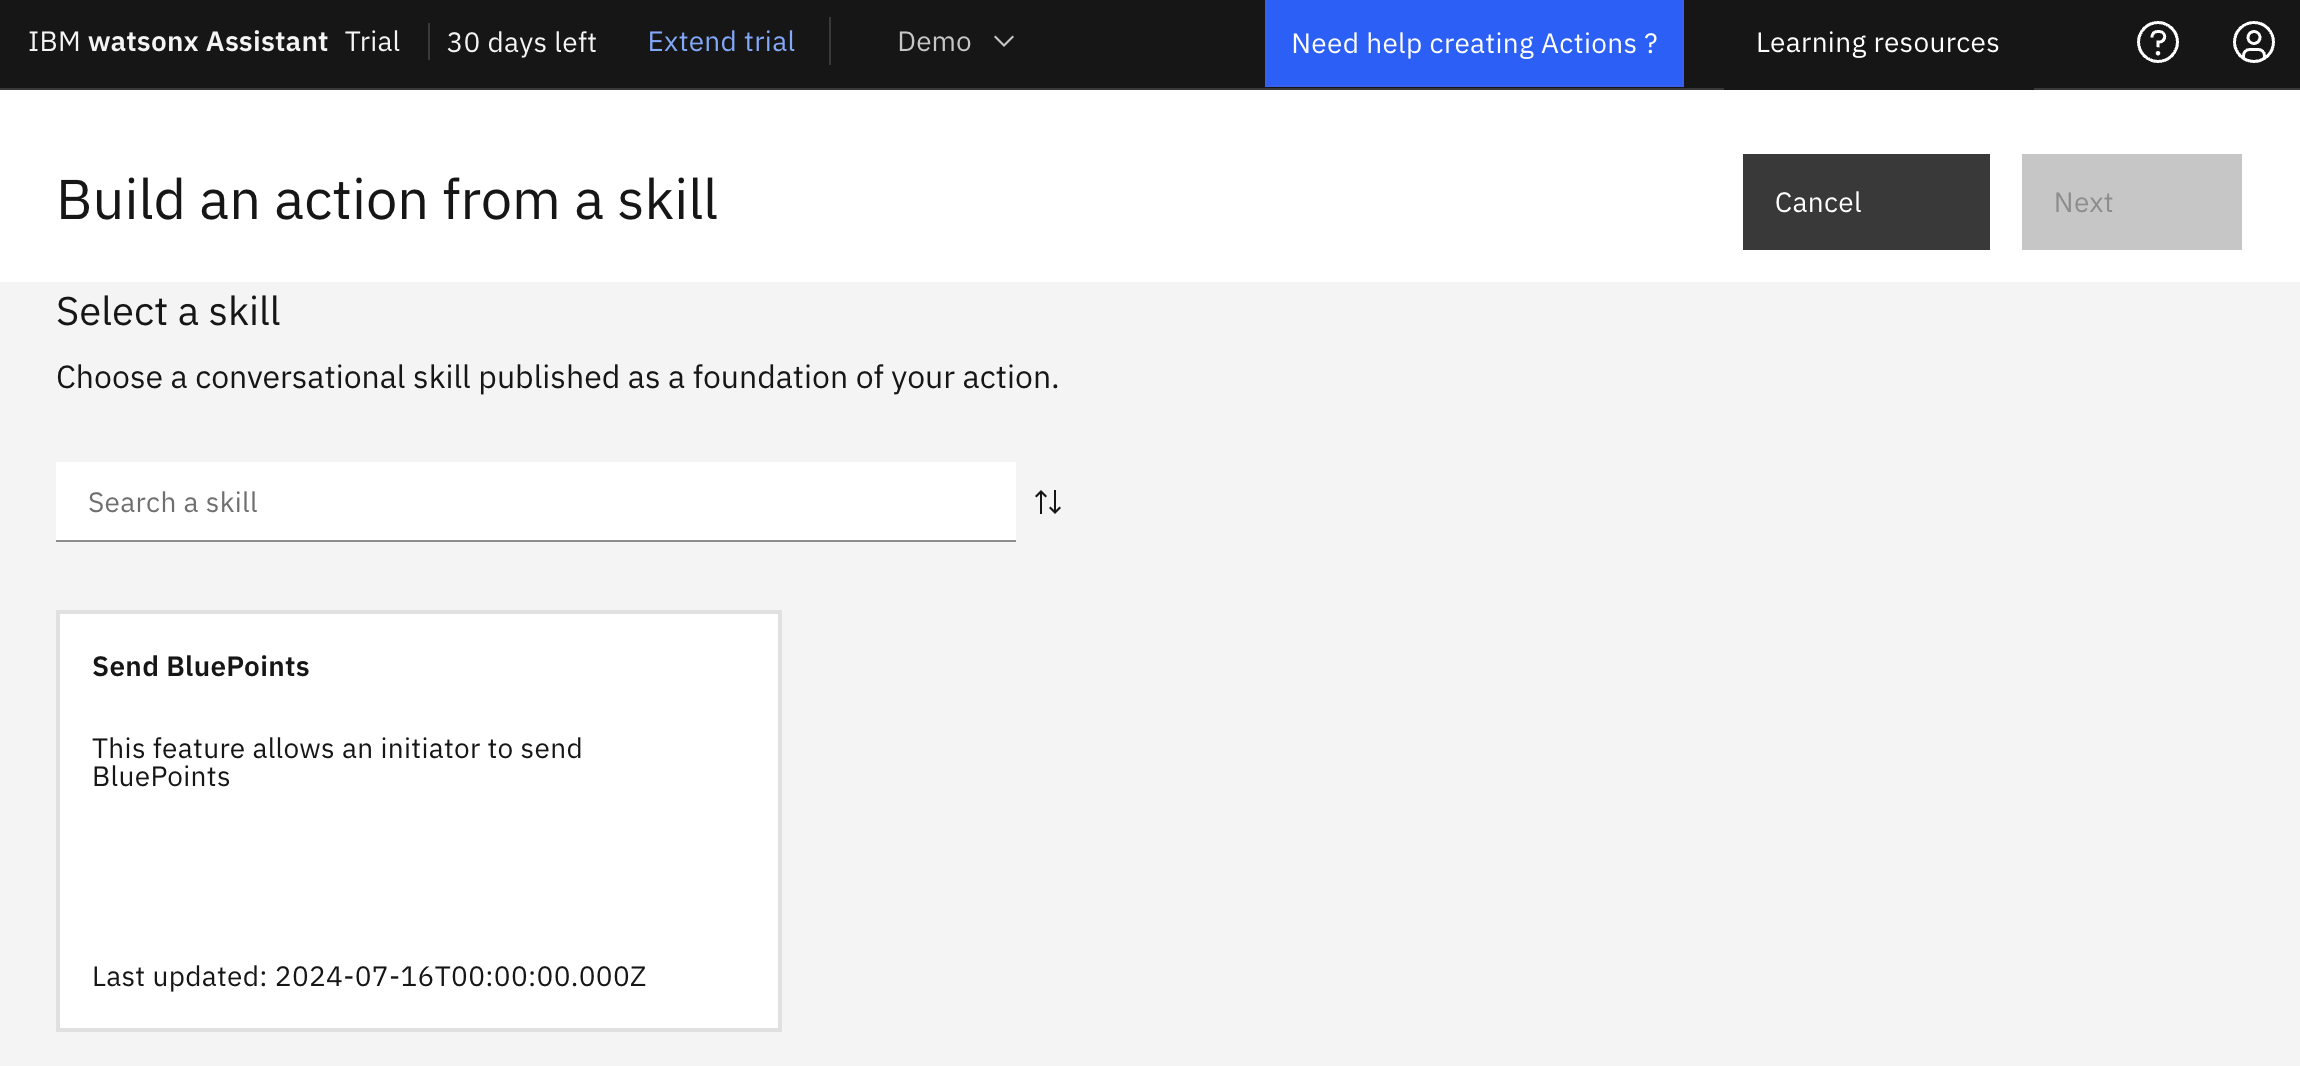 IBM watsonx Assistant Trial 30 days left Extend trial Demo Need help creating Actions ? Learning resources
Build an action from a skill
Cancel Next
Select a skill
Choose a conversational skill published as a foundation of your action.
Search a skill
Send BluePoints
This feature allows an initiator to send
BluePoints
Last updated: 2024-07-16T00:00:00.000Z